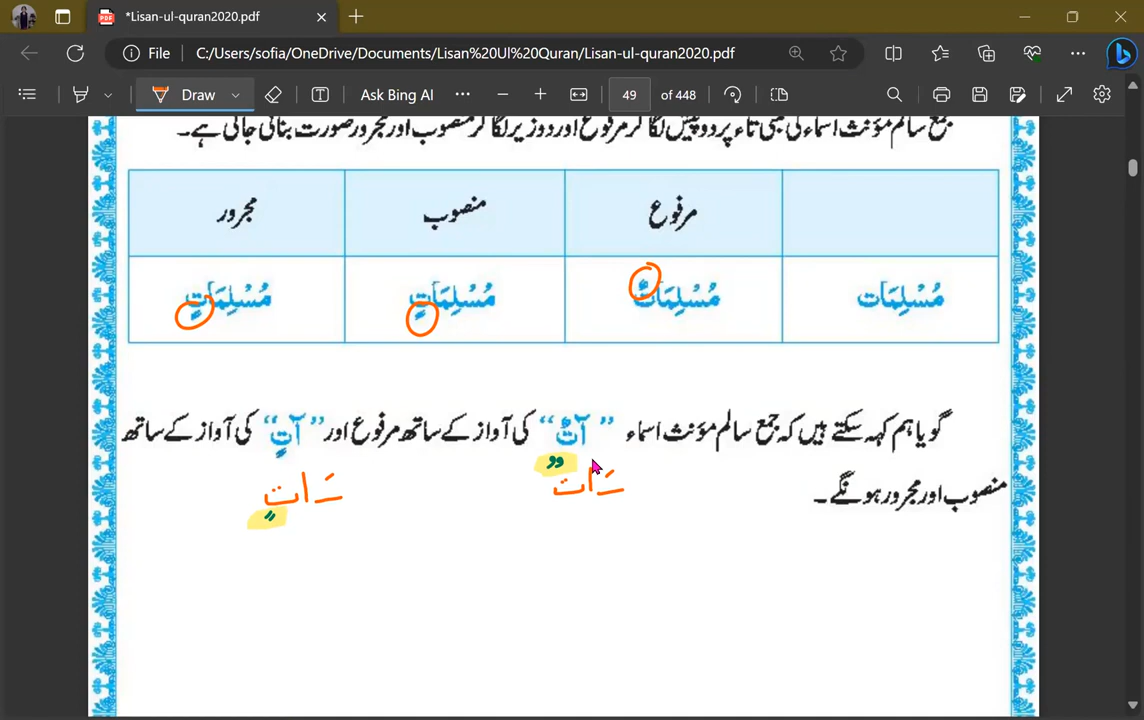 *Lisan-ul-quran2020.pdf
File C:/Users/sofia/OneDrive/Documents/Lisan%20Ul%20Quran/Lisan-ul-quran2020.pdf
Draw Ask Bing AI 49 of 448
جمع سالم مؤنث اسماء کی لمبی تاء پر دو پیش لگا کر مرفوع اور دو زیر لگا کر منصوب اور مجرور صورت بنائی جاتی ہے۔
مرفوع منصوب مجرور
مُسْلِمَات مُسْلِمَاتٌ مُسْلِمَاتٍ مُسْلِمَاتٍ
گویا ہم کہہ سکتے ہیں کہ جمع سالم مؤنث اسماء ”آتٌ“ کی آواز کے ساتھ مرفوع اور ”آتٍ“ کی آواز کے ساتھ
منصوب اور مجرور ہونگے۔
ـَ ات ـَ اتٍ